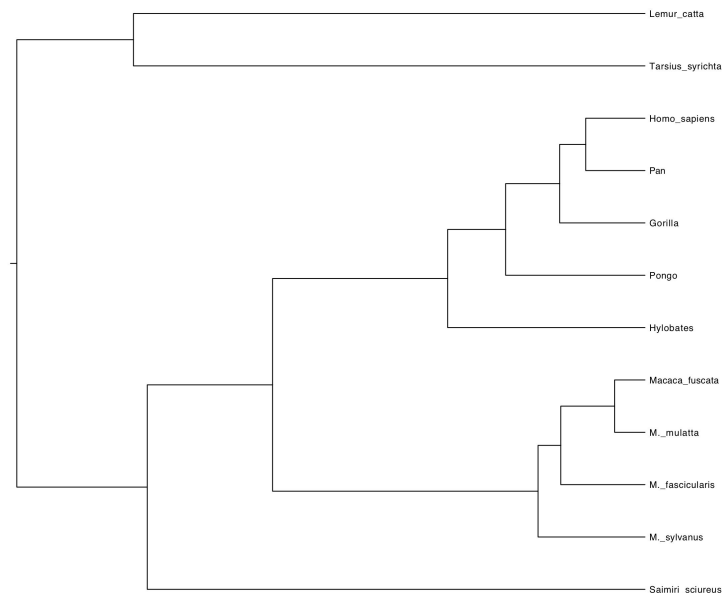 Lemur_catta
Tarsius_syrichta
Homo_sapiens
Pan
Gorilla
Pongo
Hylobates
Macaca_fuscata
M._mulatta
M._fascicularis
M._sylvanus
Saimiri_sciureus